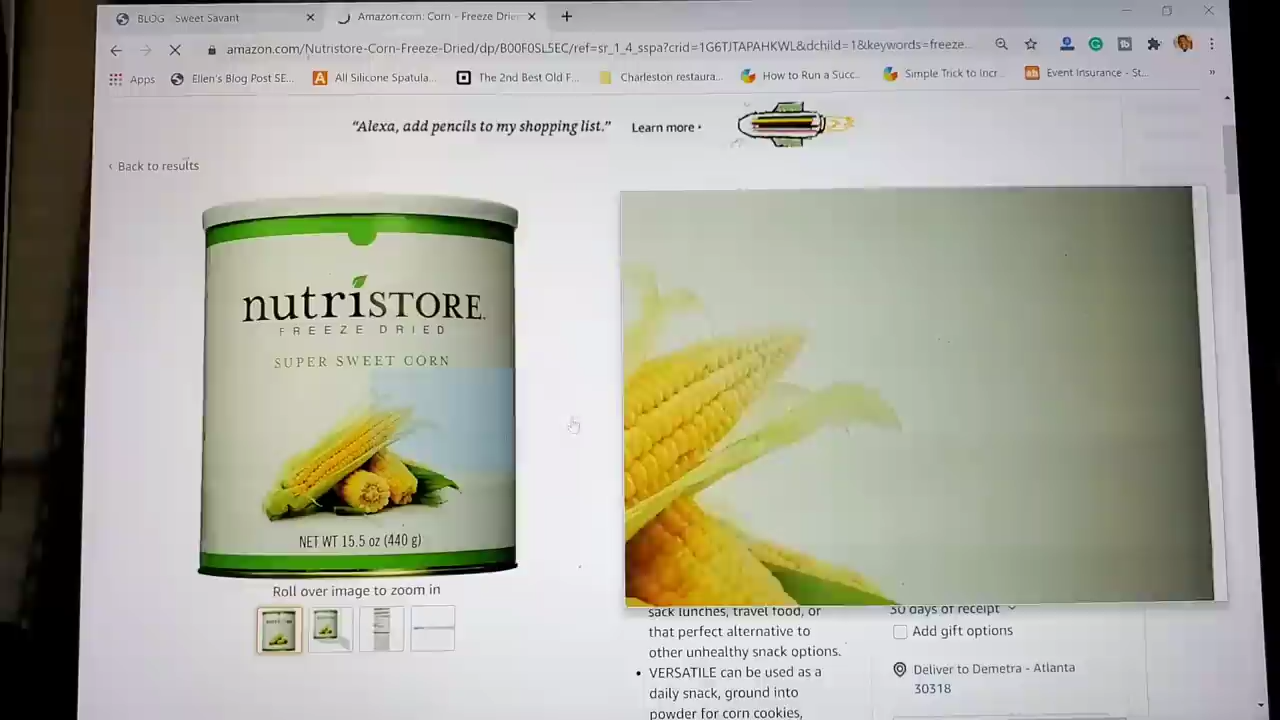 BLOG - Sweet Savant
Amazon.com: Corn - Freeze Drie
amazon.com/Nutristore-Corn-Freeze-Dried/dp/B00F0SL5EC/ref=sr_1_4_sspa?crid=1G6TJTAPAHKWL&dchild=1&keywords=freeze...
Apps
Ellen's Blog Post SE...
All Silicone Spatula...
The 2nd Best Old F...
Charleston restaura...
How to Run a Succ...
Simple Trick to Incr...
Event Insurance - St...
“Alexa, add pencils to my shopping list.” Learn more ›
‹ Back to results
nutriSTORE.
FREEZE DRIED
SUPER SWEET CORN
NET WT 15.5 oz (440 g)
Roll over image to zoom in
sack lunches, travel food, or
that perfect alternative to
other unhealthy snack options.
• VERSATILE can be used as a
daily snack, ground into
powder for corn cookies,
30 days of receipt
Add gift options
Deliver to Demetra - Atlanta
30318